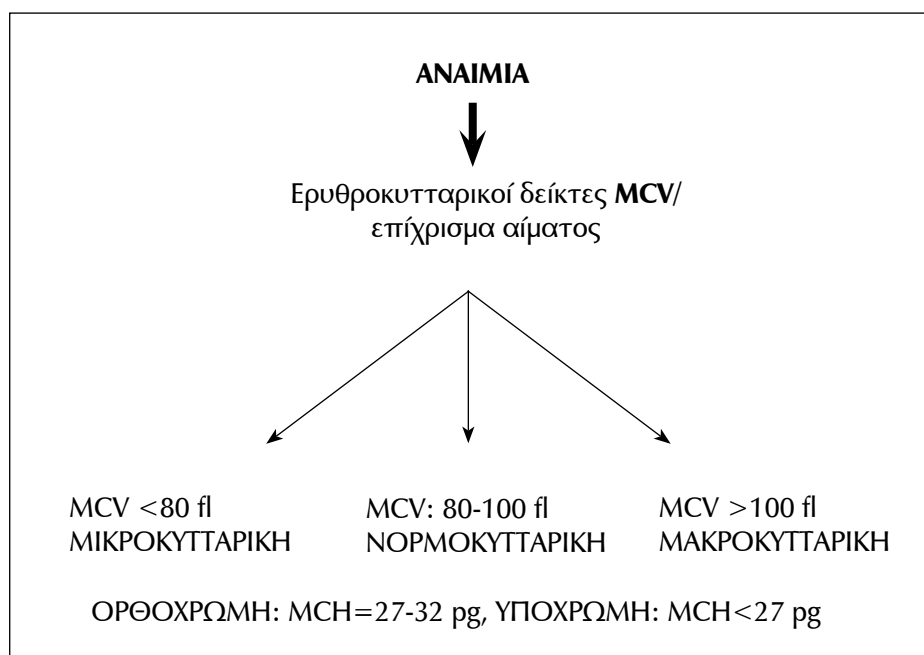 ΑΝΑΙΜΙΑ
Ερυθροκυτταρικοί δείκτες MCV/
επίχρισμα αίματος
MCV <80 fl
ΜΙΚΡΟΚΥΤΤΑΡΙΚΗ
MCV: 80-100 fl
ΝΟΡΜΟΚΥΤΤΑΡΙΚΗ
MCV >100 fl
ΜΑΚΡΟΚΥΤΤΑΡΙΚΗ
ΟΡΘΟΧΡΩΜΗ: MCH=27-32 pg, ΥΠΟΧΡΩΜΗ: MCH<27 pg